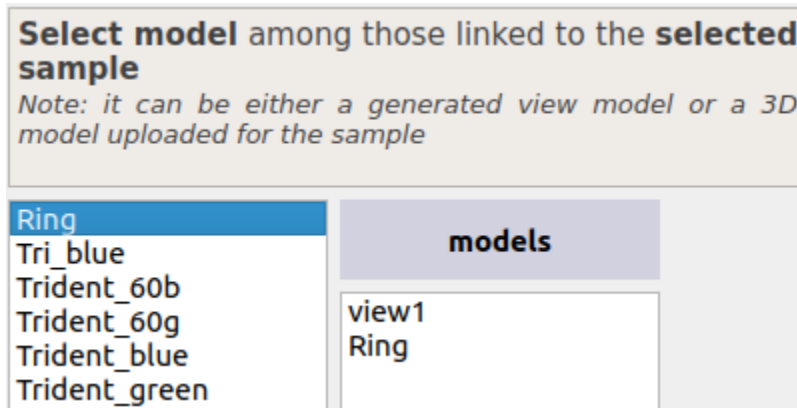 Select model among those linked to the selected
sample
Note: it can be either a generated view model or a 3D
model uploaded for the sample
Ring
Tri_blue
Trident_60b
Trident_60g
Trident_blue
Trident_green
models
view1
Ring